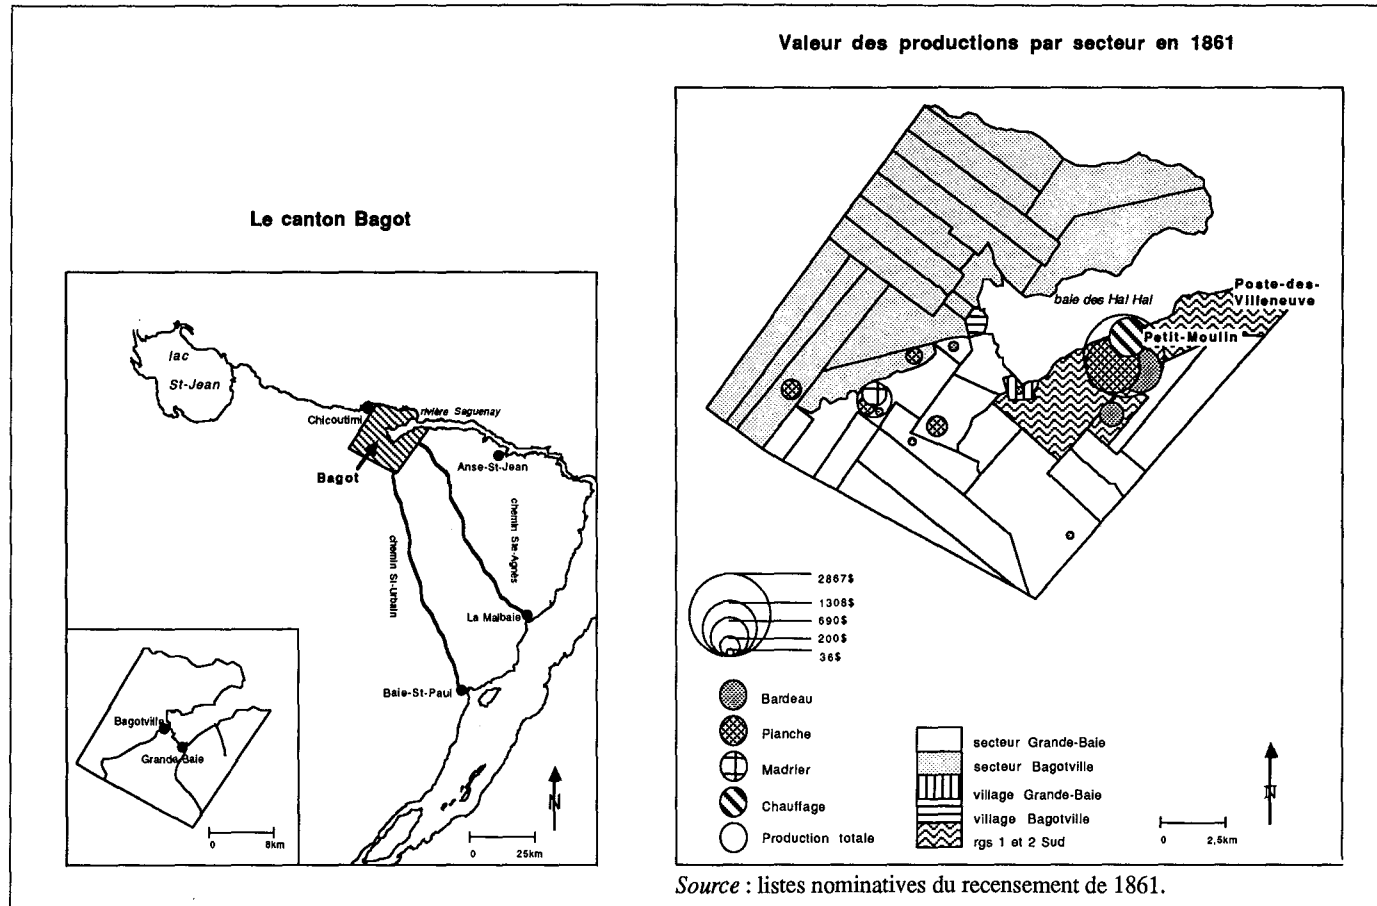 Valeur des productions par secteur en 1861
Le canton Bagot
lac
St-Jean
Chicoutimi
rivière Saguenay
Anse-St-Jean
Bagot
chemin Ste-Agnès
chemin St-Urbain
La Malbaie
Baie-St-Paul
Bagotville
Grande-Baie
0 8km
N
0 25km
baie des Ha! Ha!
Poste-des-
Villeneuve
Petit-Moulin
2867$
1308$
690$
200$
36$
Bardeau
Planche
Madrier
Chauffage
Production totale
secteur Grande-Baie
secteur Bagotville
village Grande-Baie
village Bagotville
rgs 1 et 2 Sud
N
0 2,5km
Source : listes nominatives du recensement de 1861.